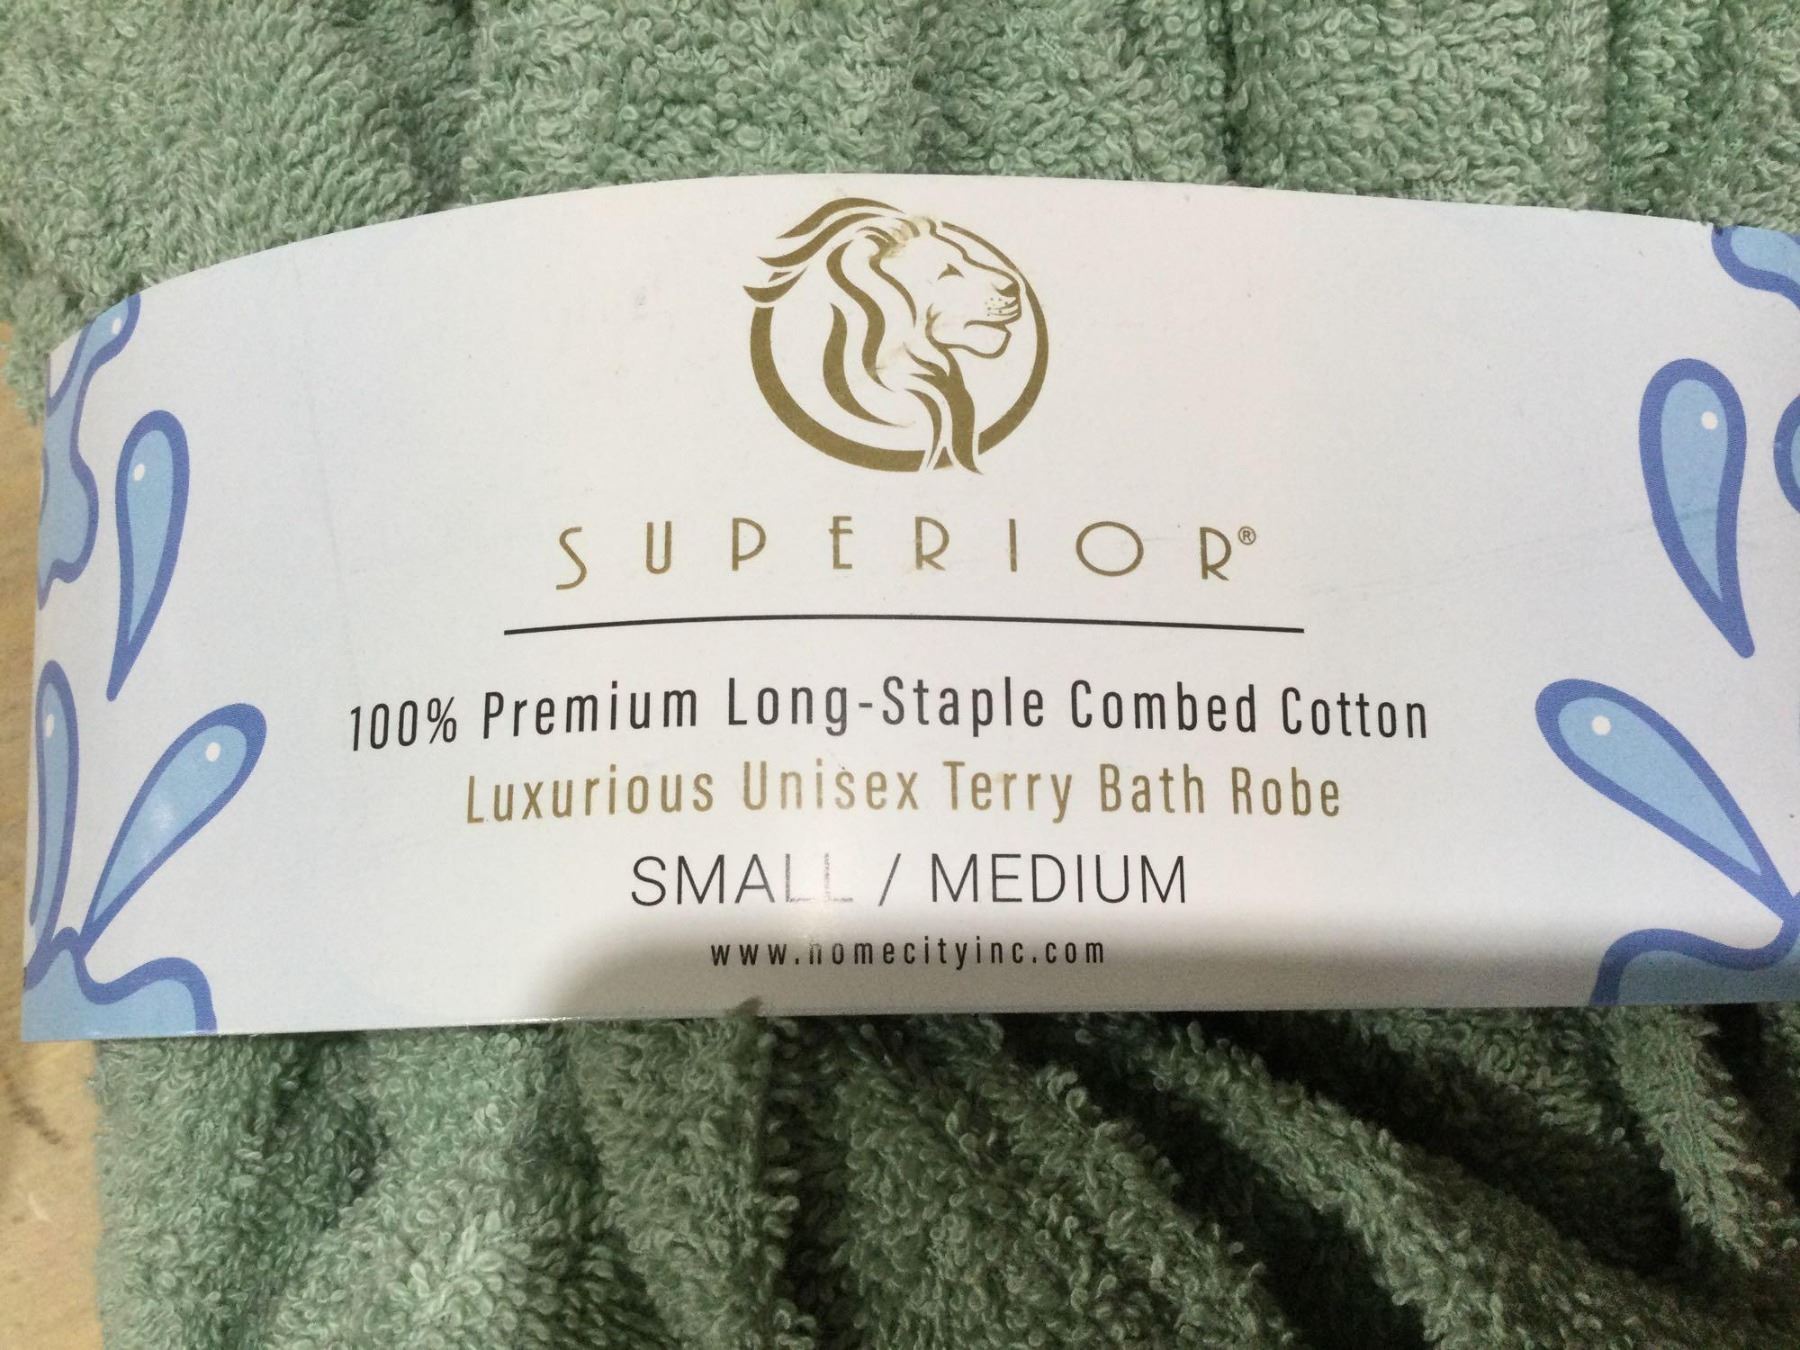 SUPERIOR®
100% Premium Long-Staple Combed Cotton
Luxurious Unisex Terry Bath Robe
SMALL / MEDIUM
www.homecityinc.com